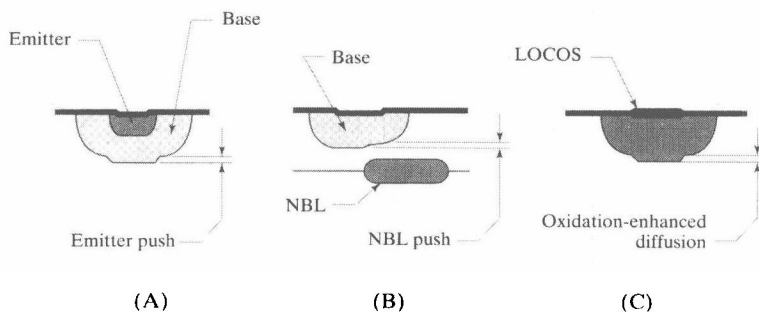 Emitter
Base
Emitter push
Base
NBL
NBL push
LOCOS
Oxidation-enhanced
diffusion
(A)
(B)
(C)